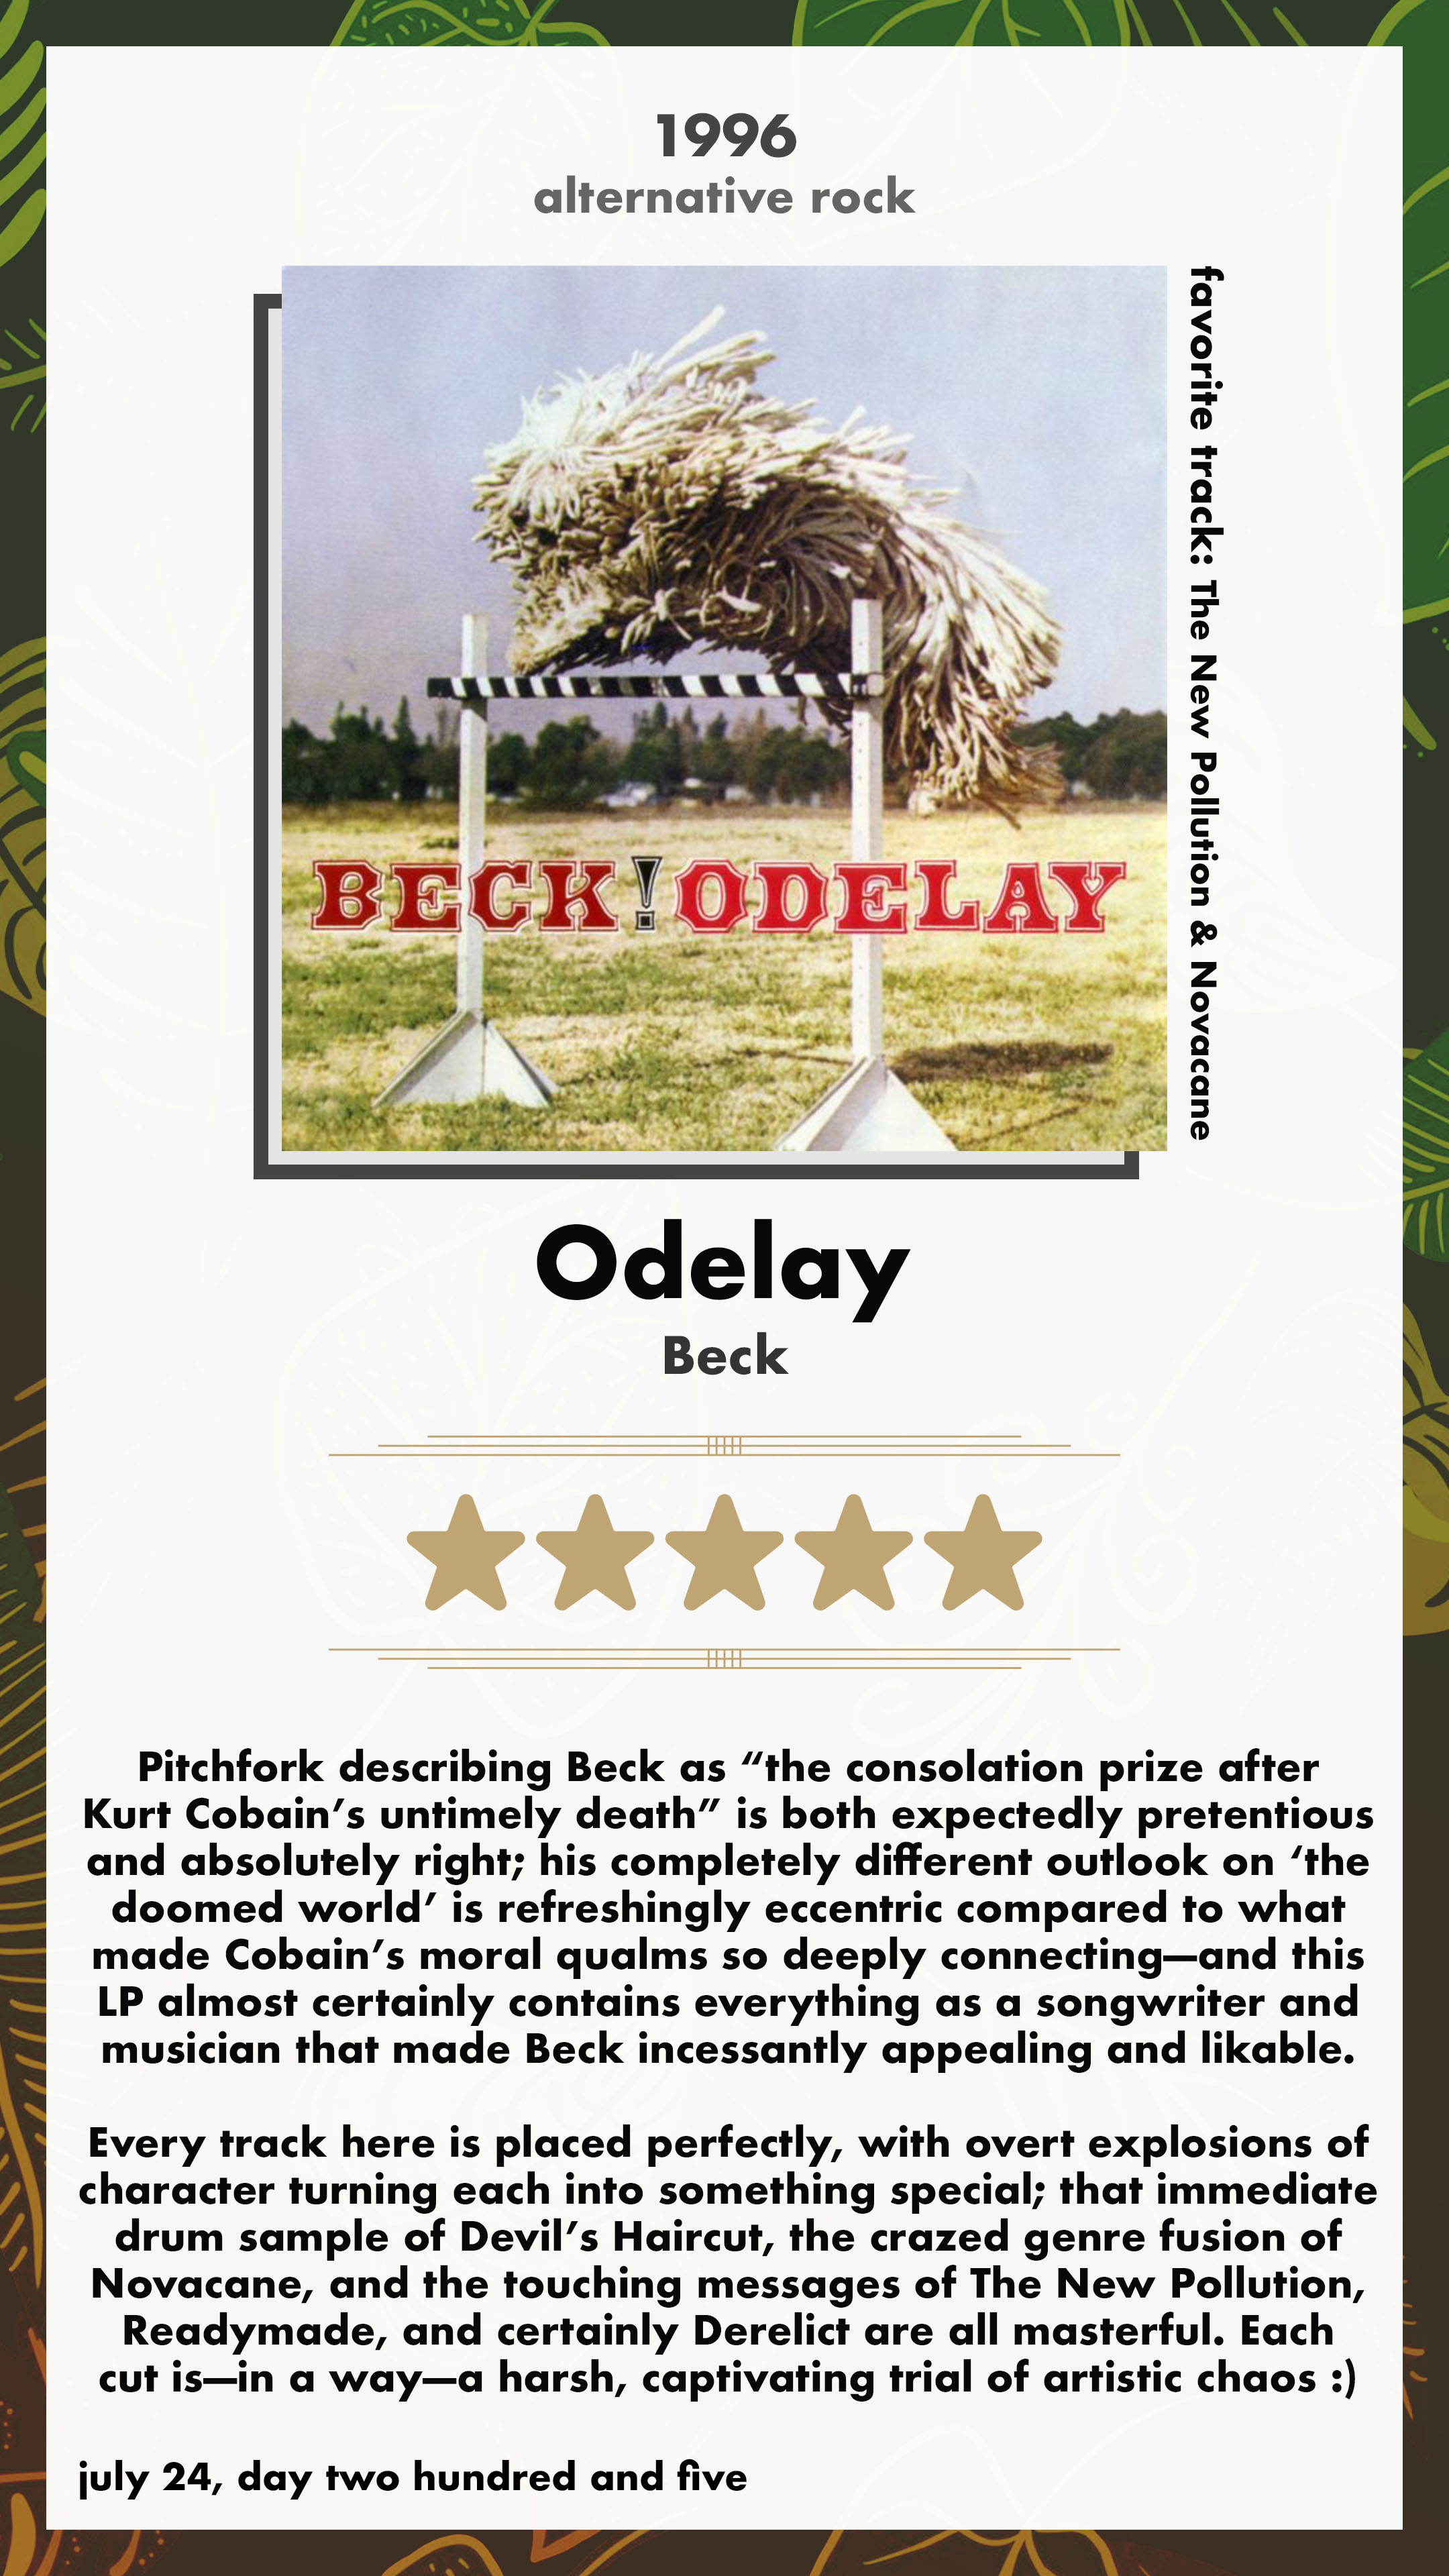 1996
alternative rock
BECK!ODELAY
favorite track: The New Pollution & Novacane
Odelay
Beck
Pitchfork describing Beck as “the consolation prize after
Kurt Cobain’s untimely death” is both expectedly pretentious
and absolutely right; his completely different outlook on ‘the
doomed world’ is refreshingly eccentric compared to what
made Cobain’s moral qualms so deeply connecting—and this
LP almost certainly contains everything as a songwriter and
musician that made Beck incessantly appealing and likable.
Every track here is placed perfectly, with overt explosions of
character turning each into something special; that immediate
drum sample of Devil’s Haircut, the crazed genre fusion of
Novacane, and the touching messages of The New Pollution,
Readymade, and certainly Derelict are all masterful. Each
cut is—in a way—a harsh, captivating trial of artistic chaos :)
july 24, day two hundred and five